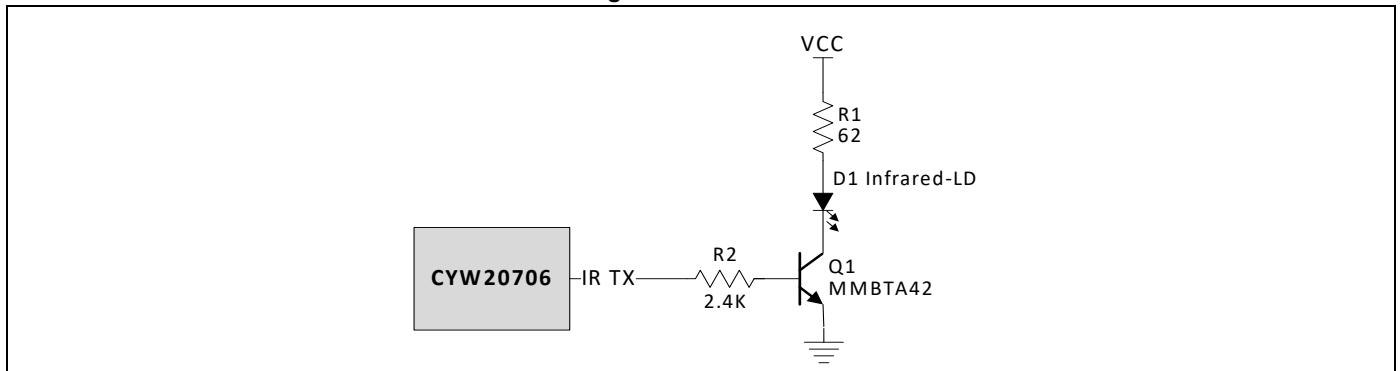 VCC
R1
62
D1 Infrared-LD
CYW20706
IR TX
R2
2.4K
Q1
MMBTA42